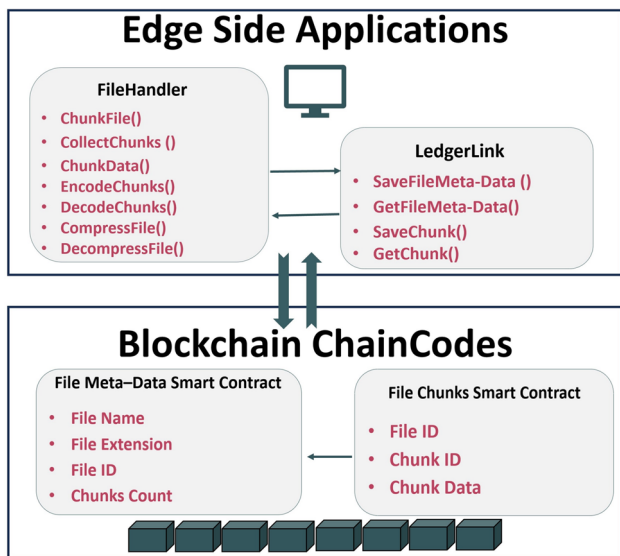 Edge Side Applications
FileHandler
• ChunkFile()
• CollectChunks ()
• ChunkData()
• EncodeChunks()
• DecodeChunks()
• CompressFile()
• DecompressFile()
LedgerLink
• SaveFileMeta-Data ()
• GetFileMeta-Data()
• SaveChunk()
• GetChunk()
Blockchain ChainCodes
File Meta–Data Smart Contract
• File Name
• File Extension
• File ID
• Chunks Count
File Chunks Smart Contract
• File ID
• Chunk ID
• Chunk Data